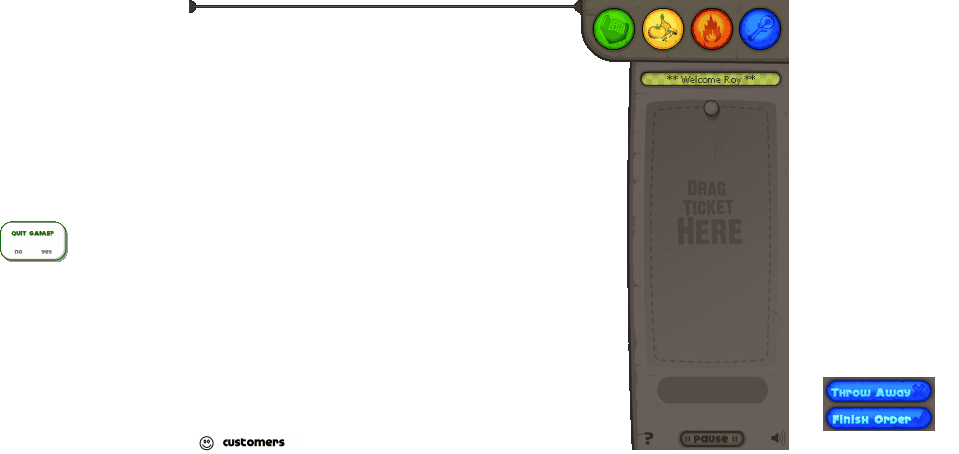 ** Welcome Roy **
DRAG
TICKET
HERE
QUIT GAME?
no yes
Throw Away
Finish Order
customers
?
pause